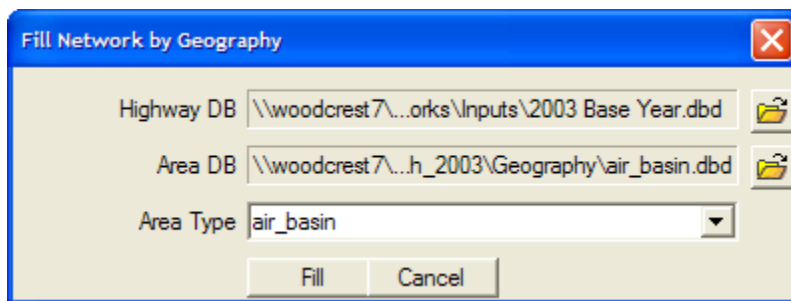 Fill Network by Geography
Highway DB \\woodcrest7\...orks\Inputs\2003 Base Year.dbd
Area DB \\woodcrest7\...h_2003\Geography\air_basin.dbd
Area Type air_basin
Fill Cancel